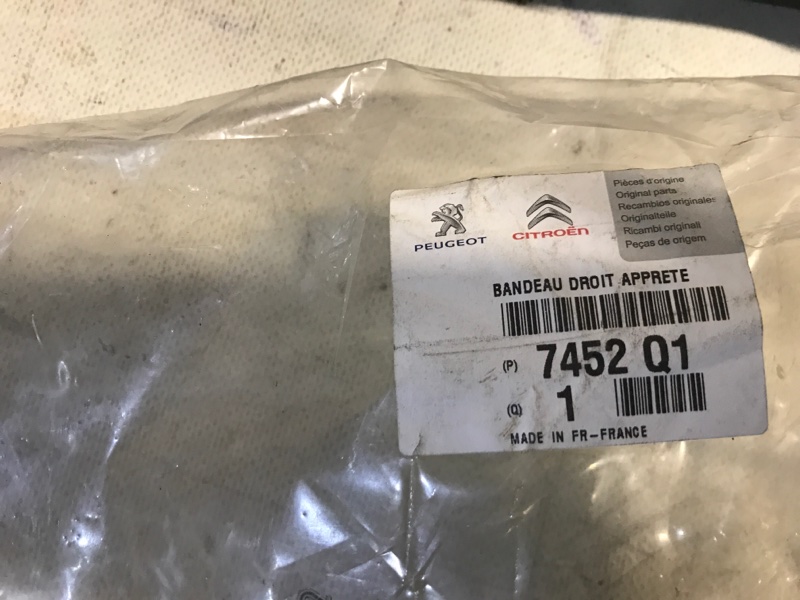 PEUGEOT
CITROËN
Pièces d'origine
Original parts
Recambios originales
Originalteile
Ricambi originali
Peças de origem
BANDEAU DROIT APPRETE
(P) 7452 Q1
(Q) 1
MADE IN FR-FRANCE